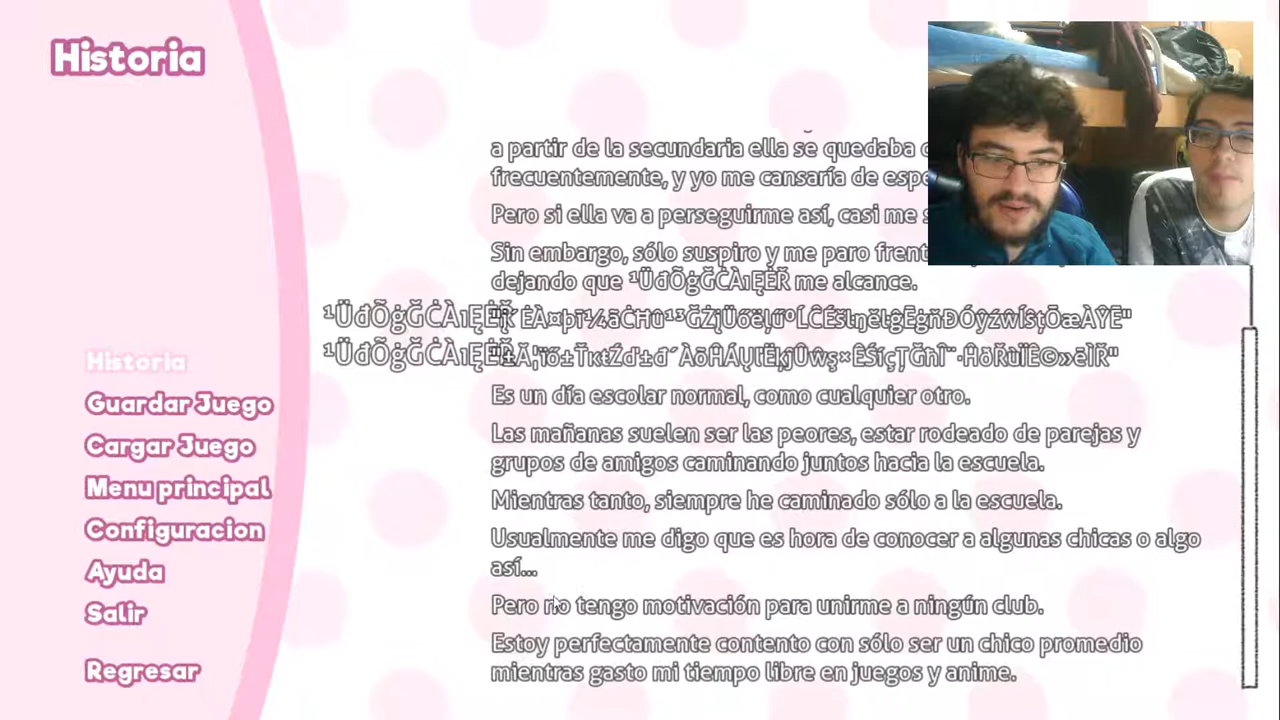 Historia
a partir de la secundaria ella se quedaba
frecuentemente, y yo me cansaría de
Pero si ella va a perseguirme así, casi me
Sin embargo, sólo suspiro y me paro
dejando que me alcance.
Es un día escolar normal, como cualquier otro.
Las mañanas suelen ser las peores, estar rodeado de parejas y
grupos de amigos caminando juntos hacia la escuela.
Mientras tanto, siempre he caminado sólo a la escuela.
Usualmente me digo que es hora de conocer a algunas chicas o algo
así...
Pero no tengo motivación para unirme a ningún club.
Estoy perfectamente contento con sólo ser un chico promedio
mientras gasto mi tiempo libre en juegos y anime.
Historia
Guardar Juego
Cargar Juego
Menu principal
Configuracion
Ayuda
Salir
Regresar